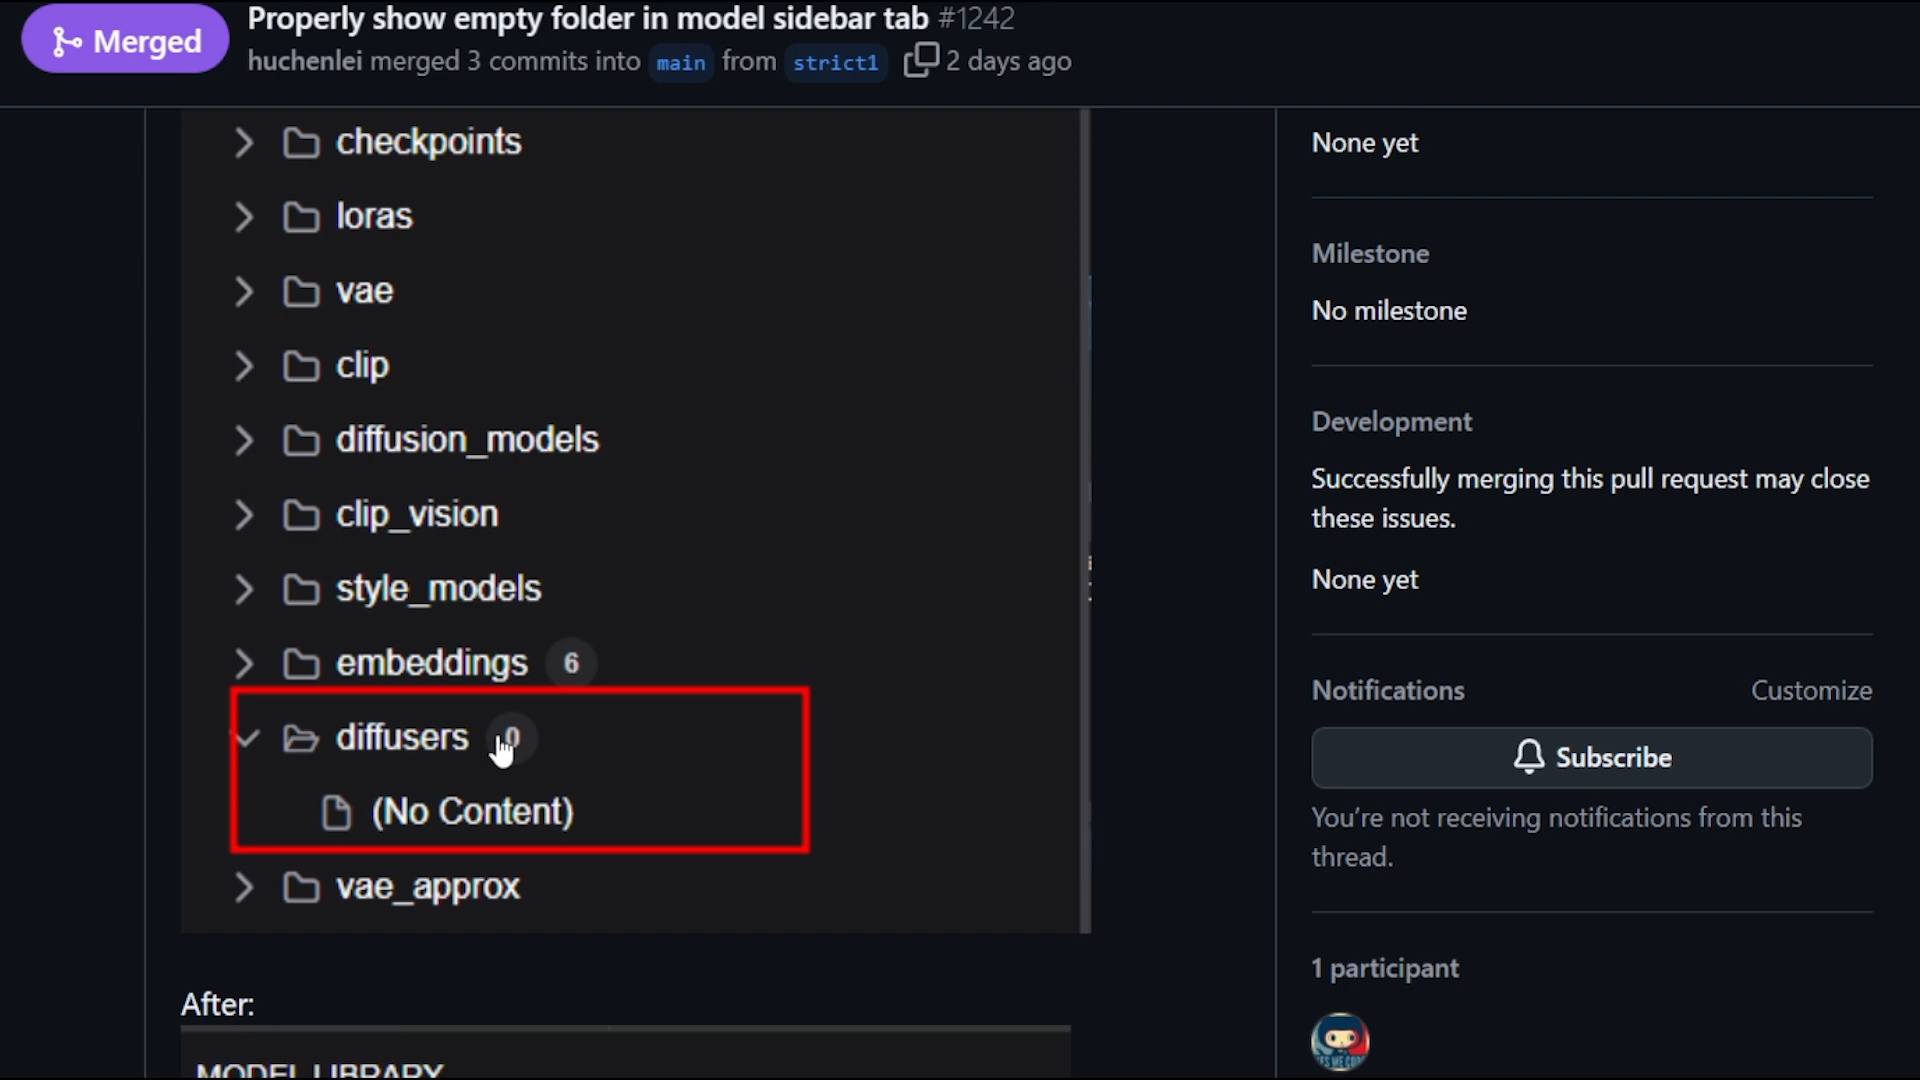 Merged
Properly show empty folder in model sidebar tab #1242
huchenlei merged 3 commits into main from strict1 2 days ago
checkpoints
loras
vae
clip
diffusion_models
clip_vision
style_models
embeddings 6
diffusers 0
(No Content)
vae_approx
After:
MODEL LIBRARY
None yet
Milestone
No milestone
Development
Successfully merging this pull request may close
these issues.
None yet
Notifications Customize
Subscribe
You're not receiving notifications from this
thread.
1 participant